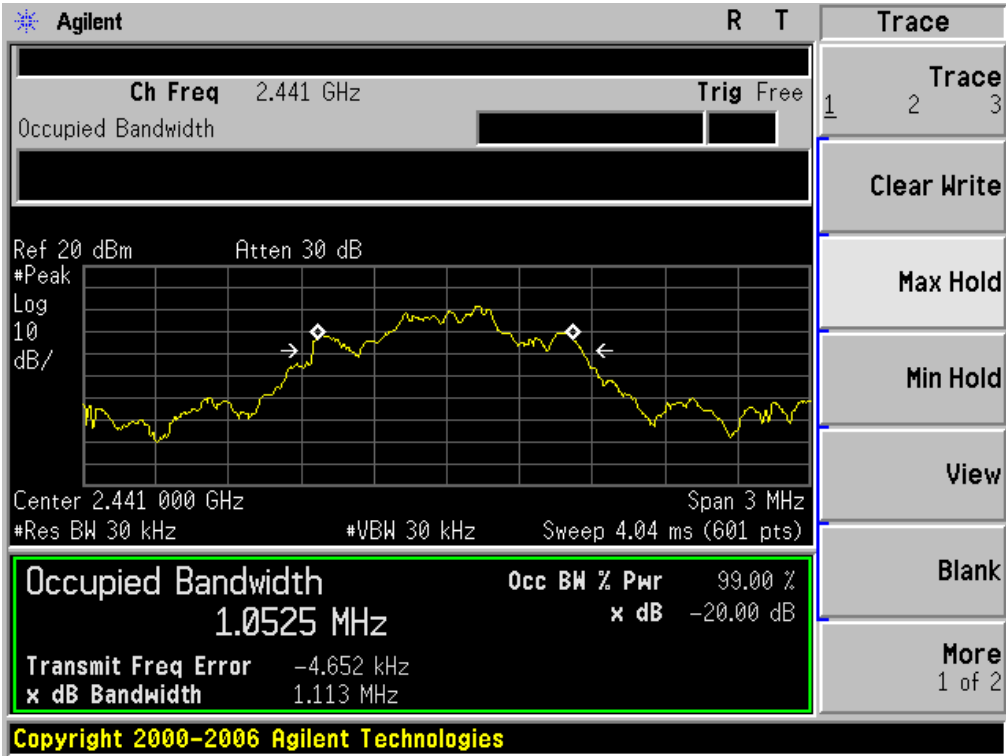 Agilent R T
Trace
Ch Freq 2.441 GHz Trig Free
Occupied Bandwidth
Trace
1 2 3
Clear Write
Max Hold
Min Hold
View
Blank
More
1 of 2
Ref 20 dBm Atten 30 dB
#Peak
Log
10
dB/
Center 2.441 000 GHz Span 3 MHz
#Res BW 30 kHz #VBW 30 kHz Sweep 4.04 ms (601 pts)
Occupied Bandwidth Occ BW % Pwr 99.00 %
1.0525 MHz x dB -20.00 dB
Transmit Freq Error -4.652 kHz
x dB Bandwidth 1.113 MHz
Copyright 2000-2006 Agilent Technologies